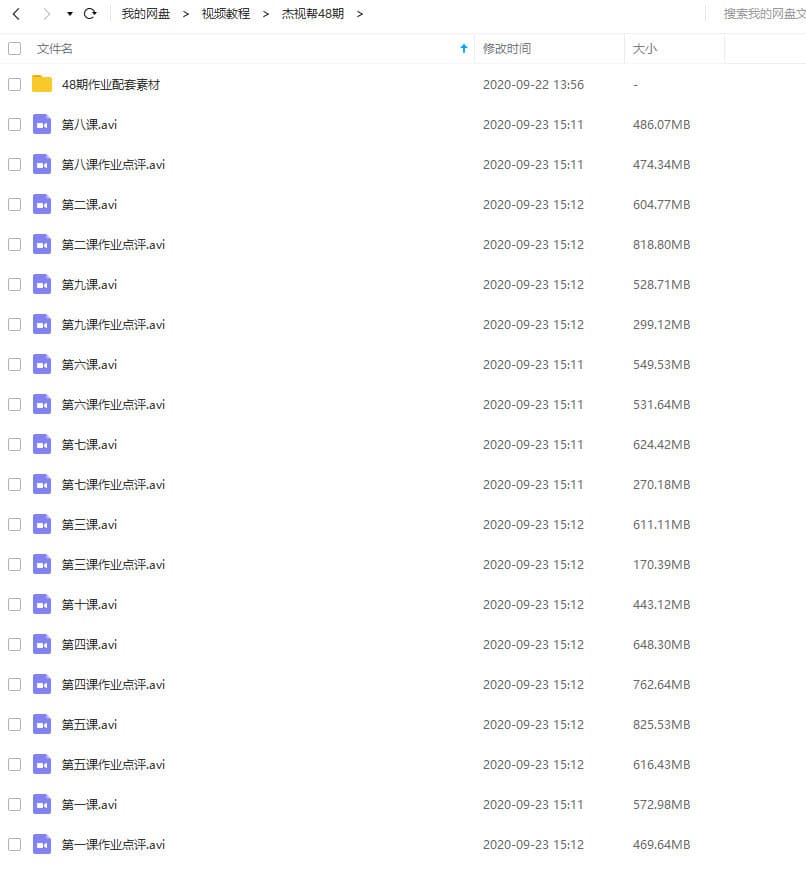 我的网盘 > 视频教程 > 杰视帮48期 > 搜索我的网盘文
文件名 修改时间 大小
48期作业配套素材 2020-09-22 13:56 -
第八课.avi 2020-09-23 15:11 486.07MB
第八课作业点评.avi 2020-09-23 15:11 474.34MB
第二课.avi 2020-09-23 15:12 604.77MB
第二课作业点评.avi 2020-09-23 15:12 818.80MB
第九课.avi 2020-09-23 15:12 528.71MB
第九课作业点评.avi 2020-09-23 15:12 299.12MB
第六课.avi 2020-09-23 15:11 549.53MB
第六课作业点评.avi 2020-09-23 15:11 531.64MB
第七课.avi 2020-09-23 15:11 624.42MB
第七课作业点评.avi 2020-09-23 15:11 270.18MB
第三课.avi 2020-09-23 15:12 611.11MB
第三课作业点评.avi 2020-09-23 15:12 170.39MB
第十课.avi 2020-09-23 15:12 443.12MB
第四课.avi 2020-09-23 15:12 648.30MB
第四课作业点评.avi 2020-09-23 15:12 762.64MB
第五课.avi 2020-09-23 15:12 825.53MB
第五课作业点评.avi 2020-09-23 15:12 616.43MB
第一课.avi 2020-09-23 15:11 572.98MB
第一课作业点评.avi 2020-09-23 15:12 469.64MB